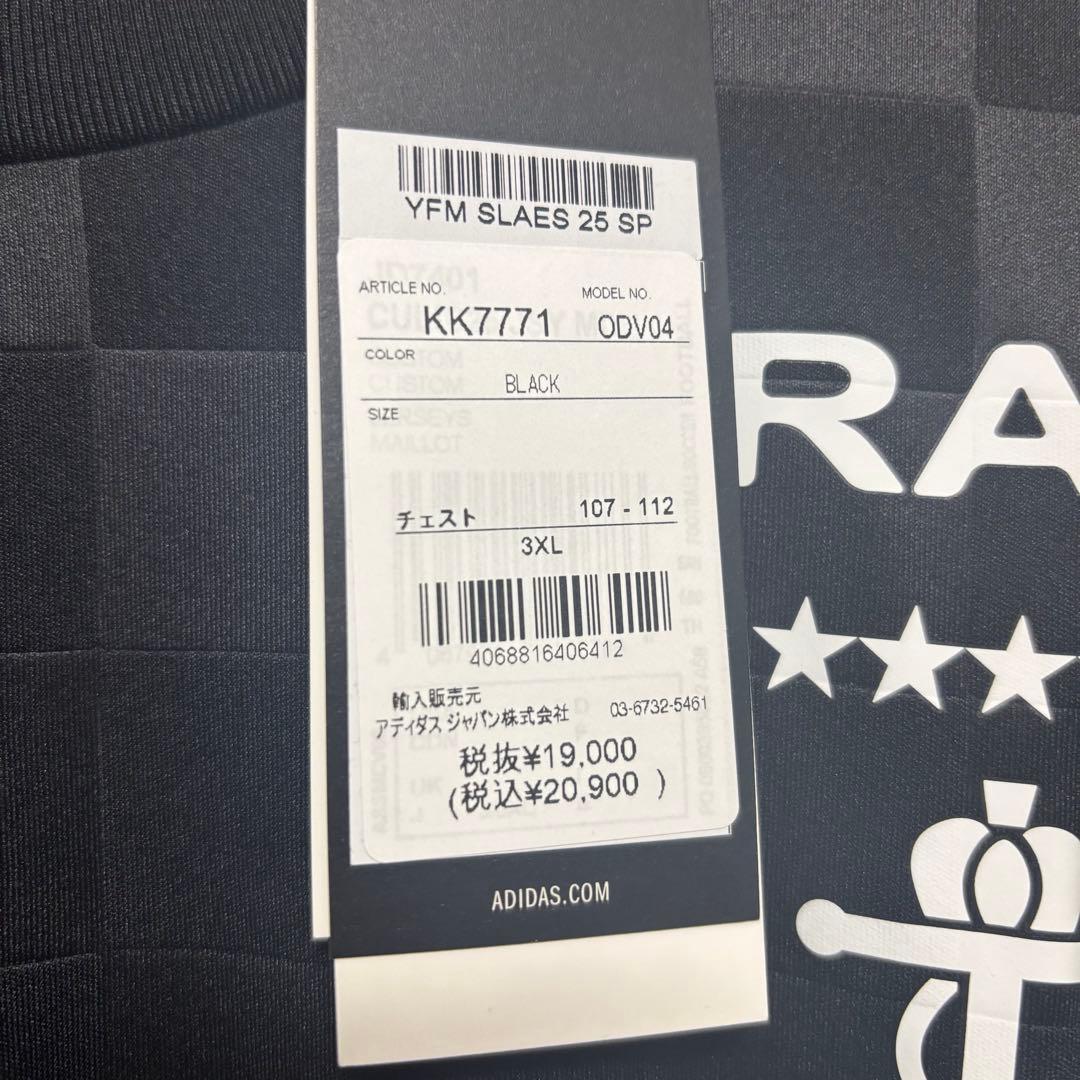 YFM SLAES 25 SP
ARTICLE NO.
MODEL NO.
KK7771
ODV04
COLOR
BLACK
SIZE
チェスト 107 - 112
3XL
4068816406412
輸入販売元
アディダス ジャパン株式会社 03-6732-5461
税抜¥19,000
(税込¥20,900 )
ADIDAS.COM
RA